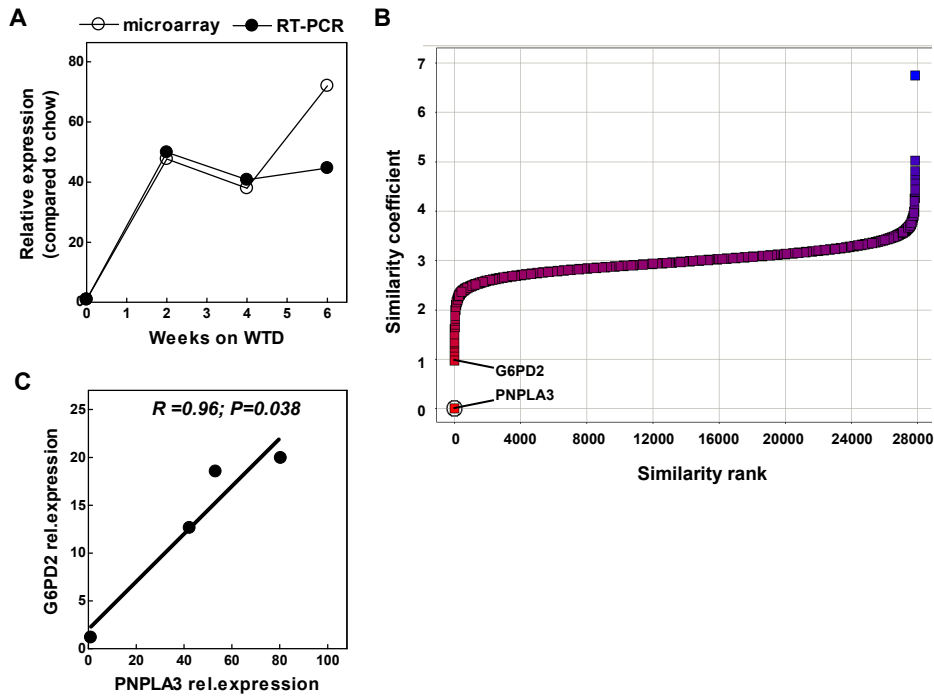 A
microarray RT-PCR
80
60
40
20
0
0 1 2 3 4 5 6
Relative expression
(compared to chow)
Weeks on WTD
B
7
6
5
4
3
2
1
0
G6PD2
PNPLA3
0 4000 8000 12000 16000 20000 24000 28000
Similarity coefficient
Similarity rank
C
R =0.96; P=0.038
25
20
15
10
5
0
0 20 40 60 80 100
G6PD2 rel.expression
PNPLA3 rel.expression